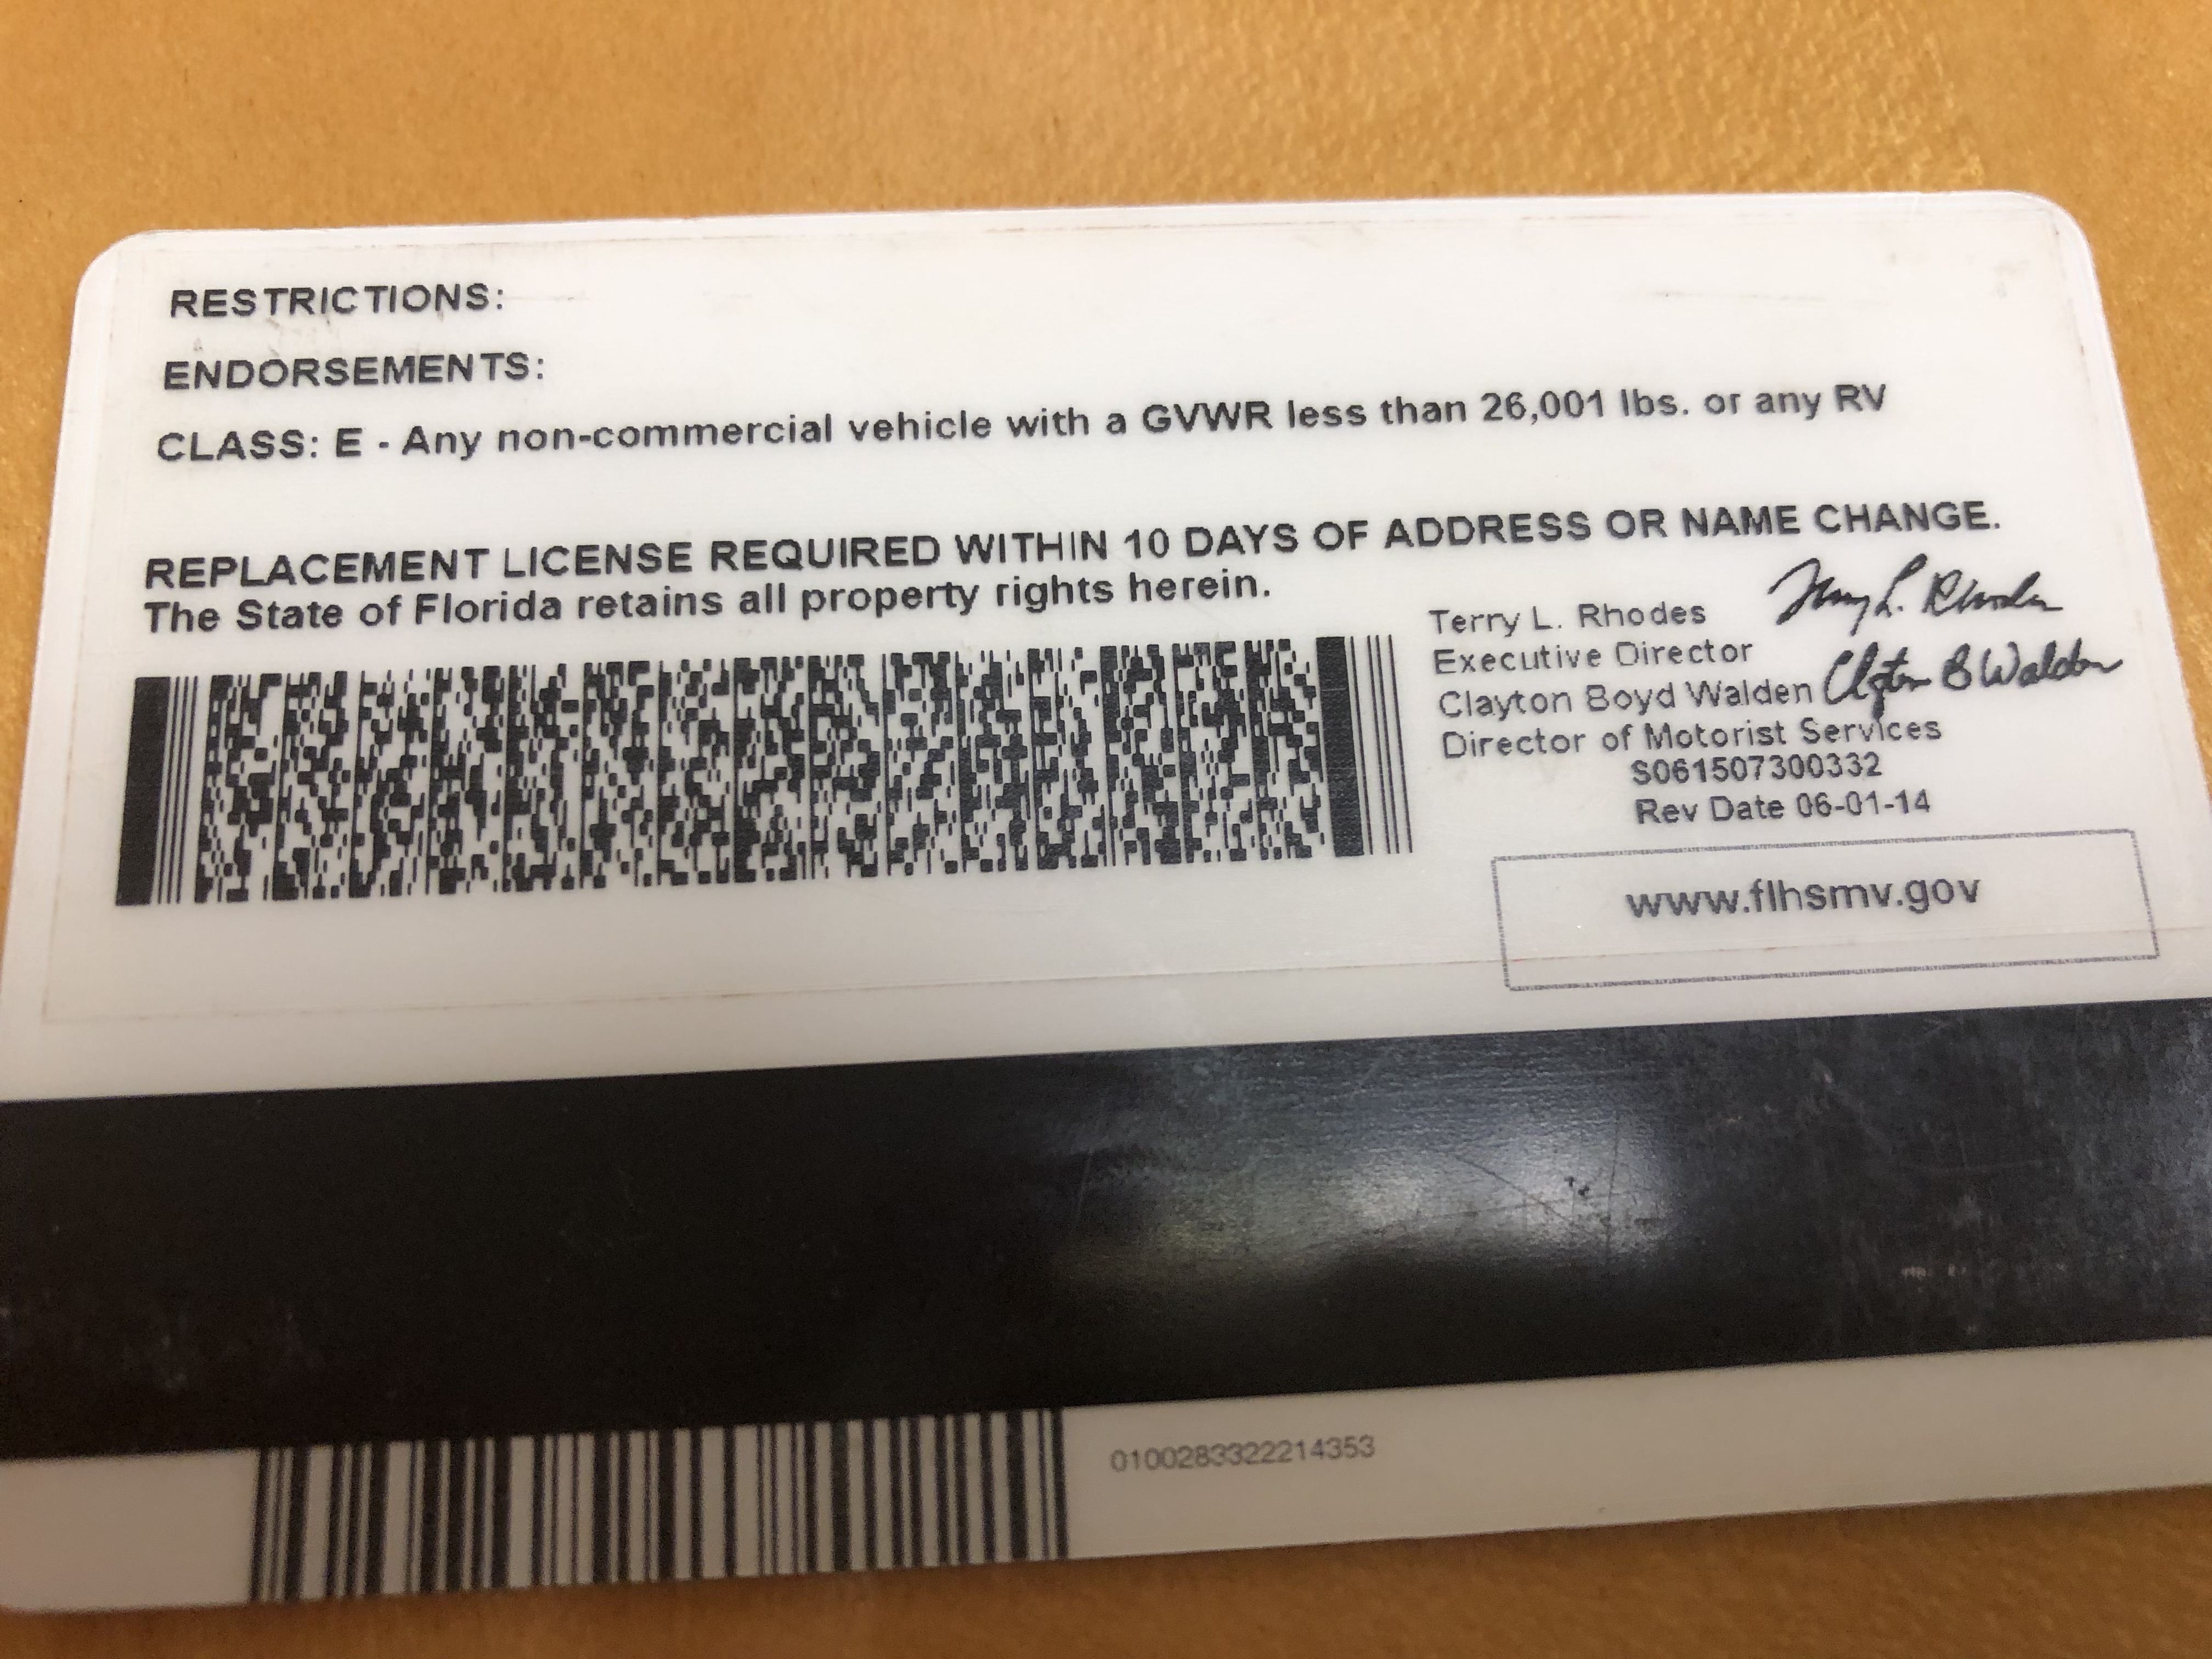 RESTRICTIONS:
ENDORSEMENTS:
CLASS: E - Any non-commercial vehicle with a GVWR less than 26,001 lbs. or any RV
REPLACEMENT LICENSE REQUIRED WITHIN 10 DAYS OF ADDRESS OR NAME CHANGE.
The State of Florida retains all property rights herein.
Terry L. Rhodes
Executive Director
Clayton Boyd Walden
Director of Motorist Services
S061507300332
Rev Date 06-01-14
www.flhsmv.gov
0100283322214353